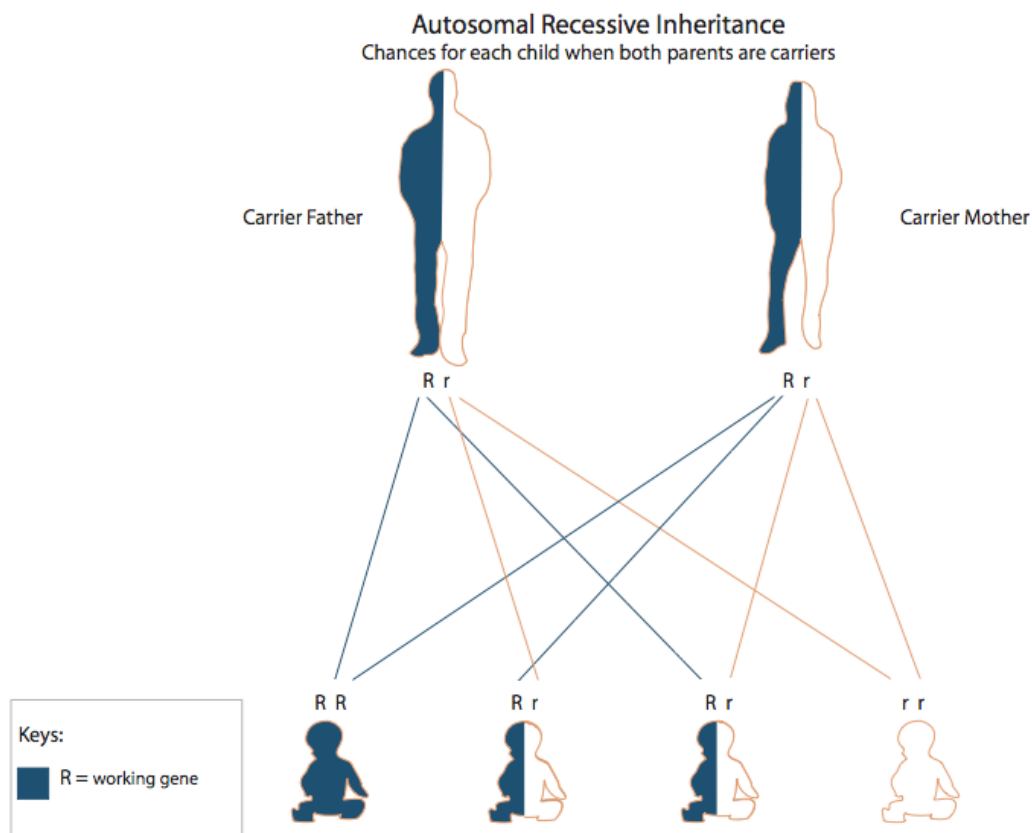 Autosomal Recessive Inheritance
Chances for each child when both parents are carriers
Carrier Father
Carrier Mother
R r
R r
R R
R r
R r
r r
Keys:
R = working gene